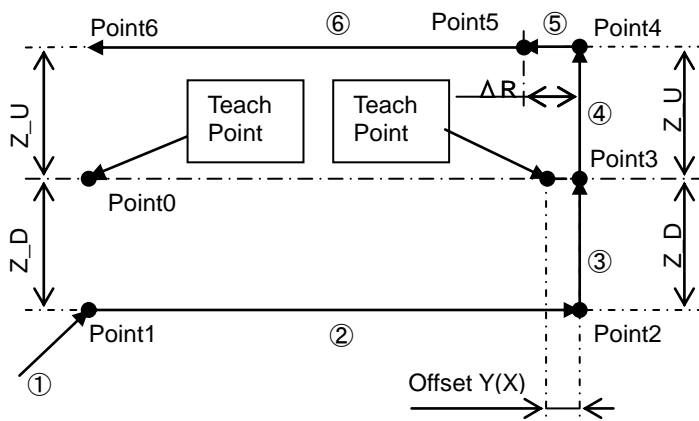 Point6
⑥
Point5
⑤
Point4
Z_U
Teach
Point
Teach
Point
ΔR
④
Z_U
Point0
Point3
Z_D
③
Z_D
Point1
②
Point2
①
Offset Y(X)